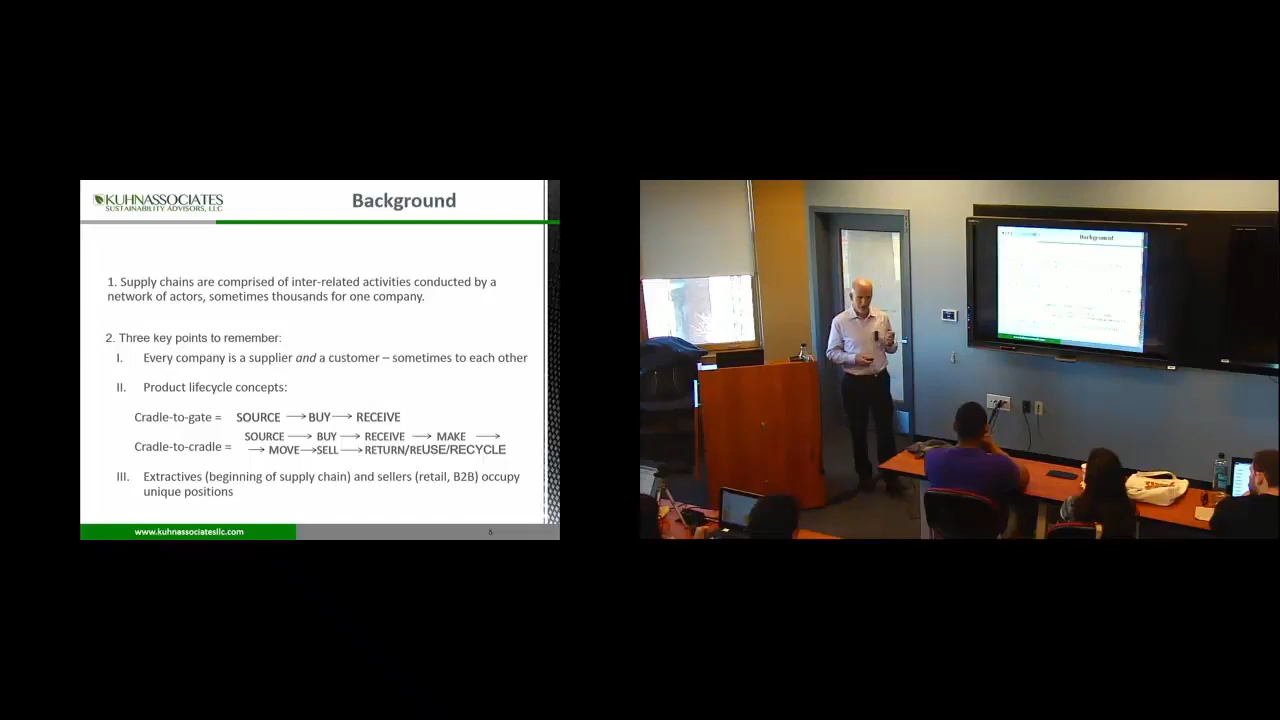 KUHNASSOCIATES
SUSTAINABILITY ADVISORS, LLC
Background
1. Supply chains are comprised of inter-related activities conducted by a
network of actors, sometimes thousands for one company.
2. Three key points to remember:
I. Every company is a supplier and a customer – sometimes to each other
II. Product lifecycle concepts:
Cradle-to-gate = SOURCE → BUY → RECEIVE
Cradle-to-cradle = SOURCE → BUY → RECEIVE → MAKE →
→ MOVE → SELL → RETURN/REUSE/RECYCLE
III. Extractives (beginning of supply chain) and sellers (retail, B2B) occupy
unique positions
www.kuhnassociatesllc.com
Background